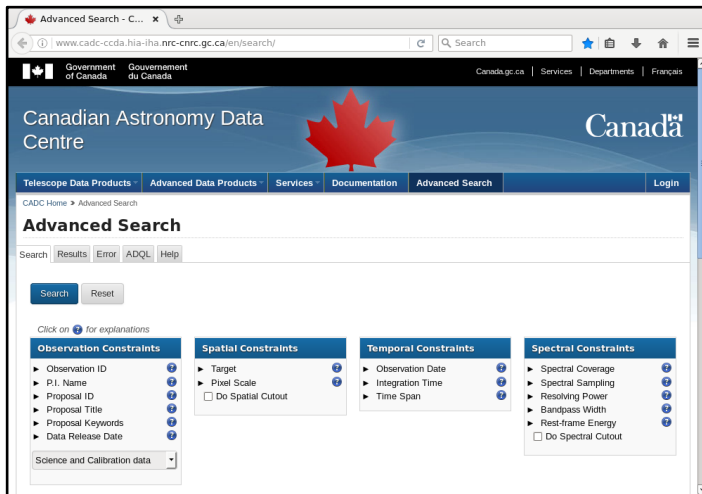 Advanced Search - C...
www.cadc-ccda.hia-iha.nrc-cnrc.gc.ca/en/search/
Search
Government of Canada
Gouvernement du Canada
Canada.gc.ca | Services | Departments | Français
Canadian Astronomy Data
Centre
Canada
Telescope Data Products Advanced Data Products Services Documentation Advanced Search Login
CADC Home > Advanced Search
Advanced Search
Search Results Error ADQL Help
Search Reset
Click on ? for explanations
Observation Constraints
Observation ID ?
P.I. Name ?
Proposal ID ?
Proposal Title ?
Proposal Keywords ?
Data Release Date ?
Science and Calibration data
Spatial Constraints
Target ?
Pixel Scale ?
Do Spatial Cutout
Temporal Constraints
Observation Date ?
Integration Time ?
Time Span ?
Spectral Constraints
Spectral Coverage ?
Spectral Sampling ?
Resolving Power ?
Bandpass Width ?
Rest-frame Energy ?
Do Spectral Cutout